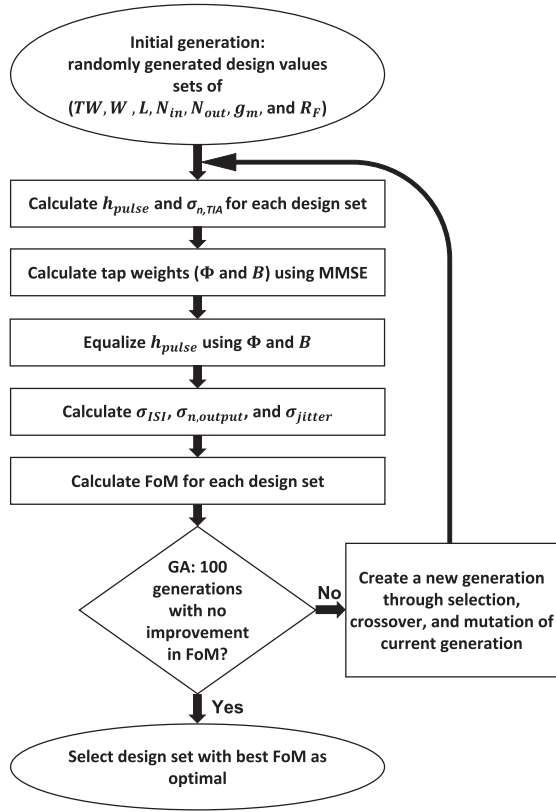 Initial generation:
randomly generated design values
sets of
(TW, W, L, N_in, N_out, g_m, and R_F)
Calculate h_pulse and σ_n,TIA for each design set
Calculate tap weights (Φ and B) using MMSE
Equalize h_pulse using Φ and B
Calculate σ_ISI, σ_n,output, and σ_jitter
Calculate FoM for each design set
GA: 100
generations
with no
improvement
in FoM?
No
Create a new generation
through selection,
crossover, and mutation of
current generation
Yes
Select design set with best FoM as
optimal